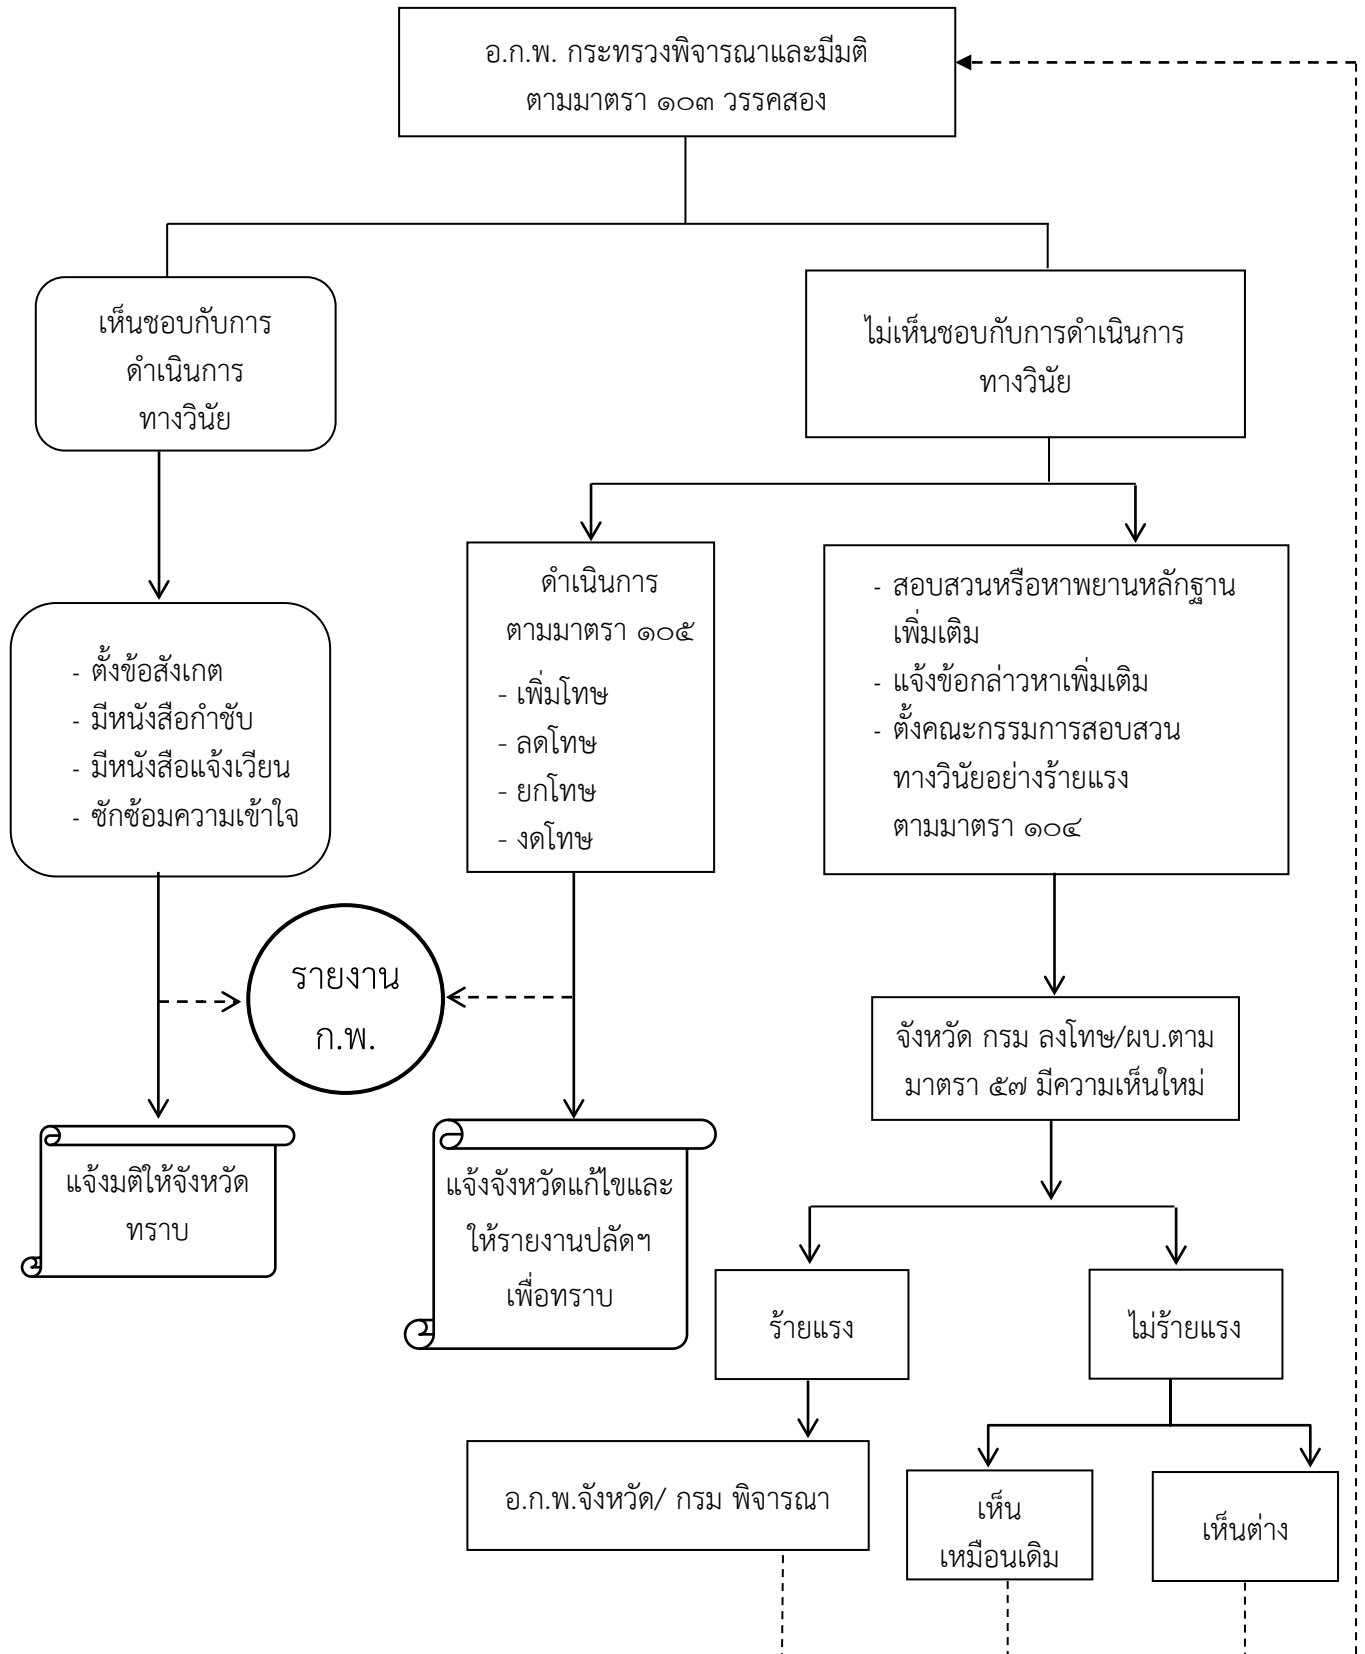 อ.ก.พ. กระทรวงพิจารณาและมีมติ
ตามมาตรา ๑๐๓ วรรคสอง
เห็นชอบกับการ
ดำเนินการ
ทางวินัย
ไม่เห็นชอบกับการดำเนินการ
ทางวินัย
- ตั้งข้อสังเกต
- มีหนังสือกำชับ
- มีหนังสือแจ้งเวียน
- ซักซ้อมความเข้าใจ
ดำเนินการ
ตามมาตรา ๑๐๕
- เพิ่มโทษ
- ลดโทษ
- ยกโทษ
- งดโทษ
- สอบสวนหรือหาพยานหลักฐาน
เพิ่มเติม
- แจ้งข้อกล่าวหาเพิ่มเติม
- ตั้งคณะกรรมการสอบสวน
ทางวินัยอย่างร้ายแรง
ตามมาตรา ๑๐๔
รายงาน
ก.พ.
จังหวัด กรม ลงโทษ/ผบ.ตาม
มาตรา ๕๗ มีความเห็นใหม่
แจ้งมติให้จังหวัด
ทราบ
แจ้งจังหวัดแก้ไขและ
ให้รายงานปลัดฯ
เพื่อทราบ
ร้ายแรง
ไม่ร้ายแรง
อ.ก.พ.จังหวัด/ กรม พิจารณา
เห็น
เหมือนเดิม
เห็นต่าง